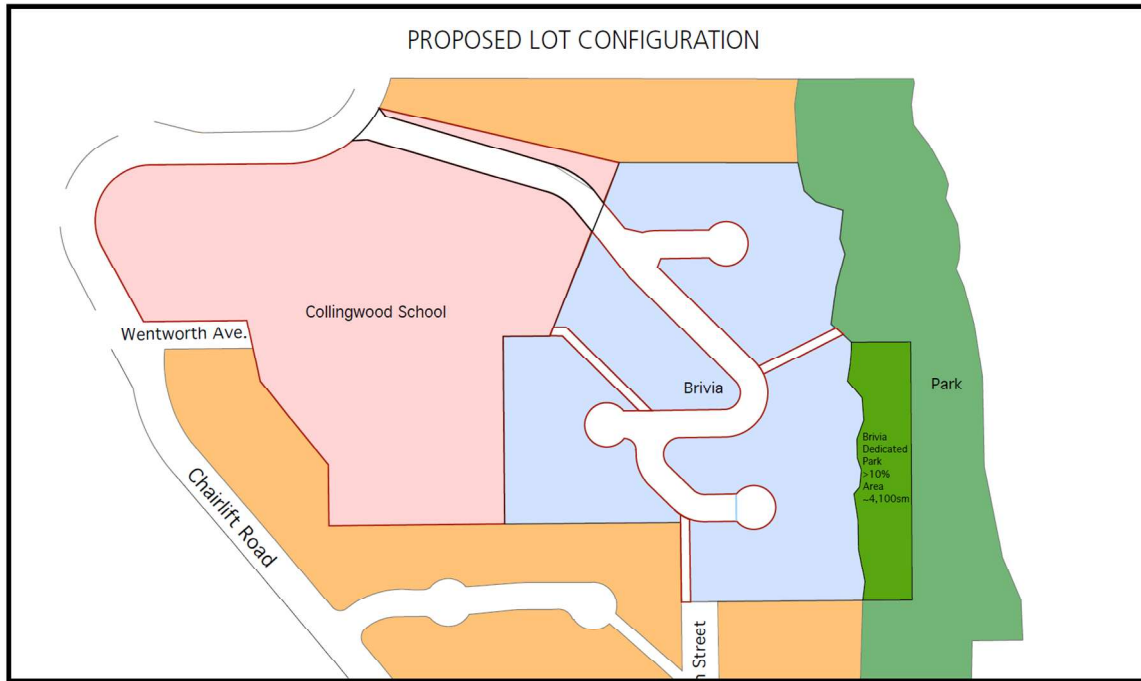 PROPOSED LOT CONFIGURATION
Collingwood School
Wentworth Ave.
Brivia
Park
Brivia
Dedicated
Park
>10%
Area
~4,100sm
Chairlift Road
Street